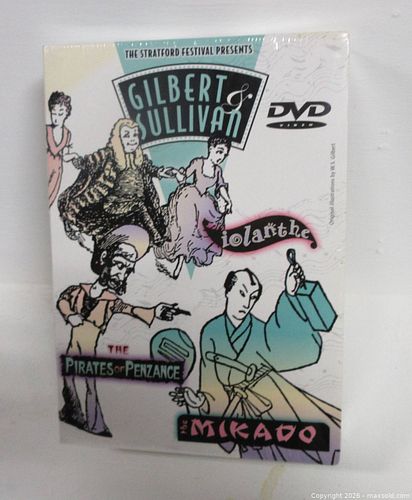 THE STRATFORD FESTIVAL PRESENTS
GILBERT &
SULLIVAN
DVD
VIDEO
Original illustrations by W.S. Gilbert
iolanthe
THE
PIRATES OF PENZANCE
THE MIKADO
Copyright 2026 - maxsold.com